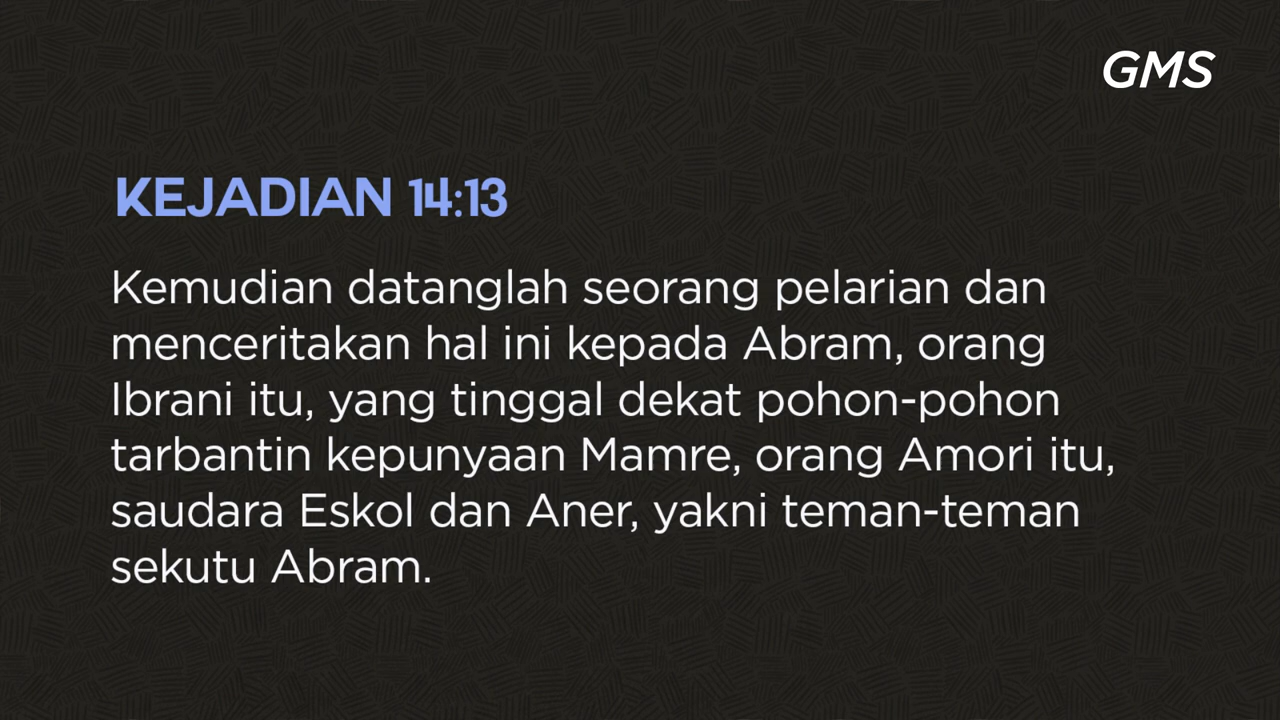 GMS
KEJADIAN 14:13
Kemudian datanglah seorang pelarian dan
menceritakan hal ini kepada Abram, orang
Ibrani itu, yang tinggal dekat pohon-pohon
tarbantin kepunyaan Mamre, orang Amori itu,
saudara Eskol dan Aner, yakni teman-teman
sekutu Abram.